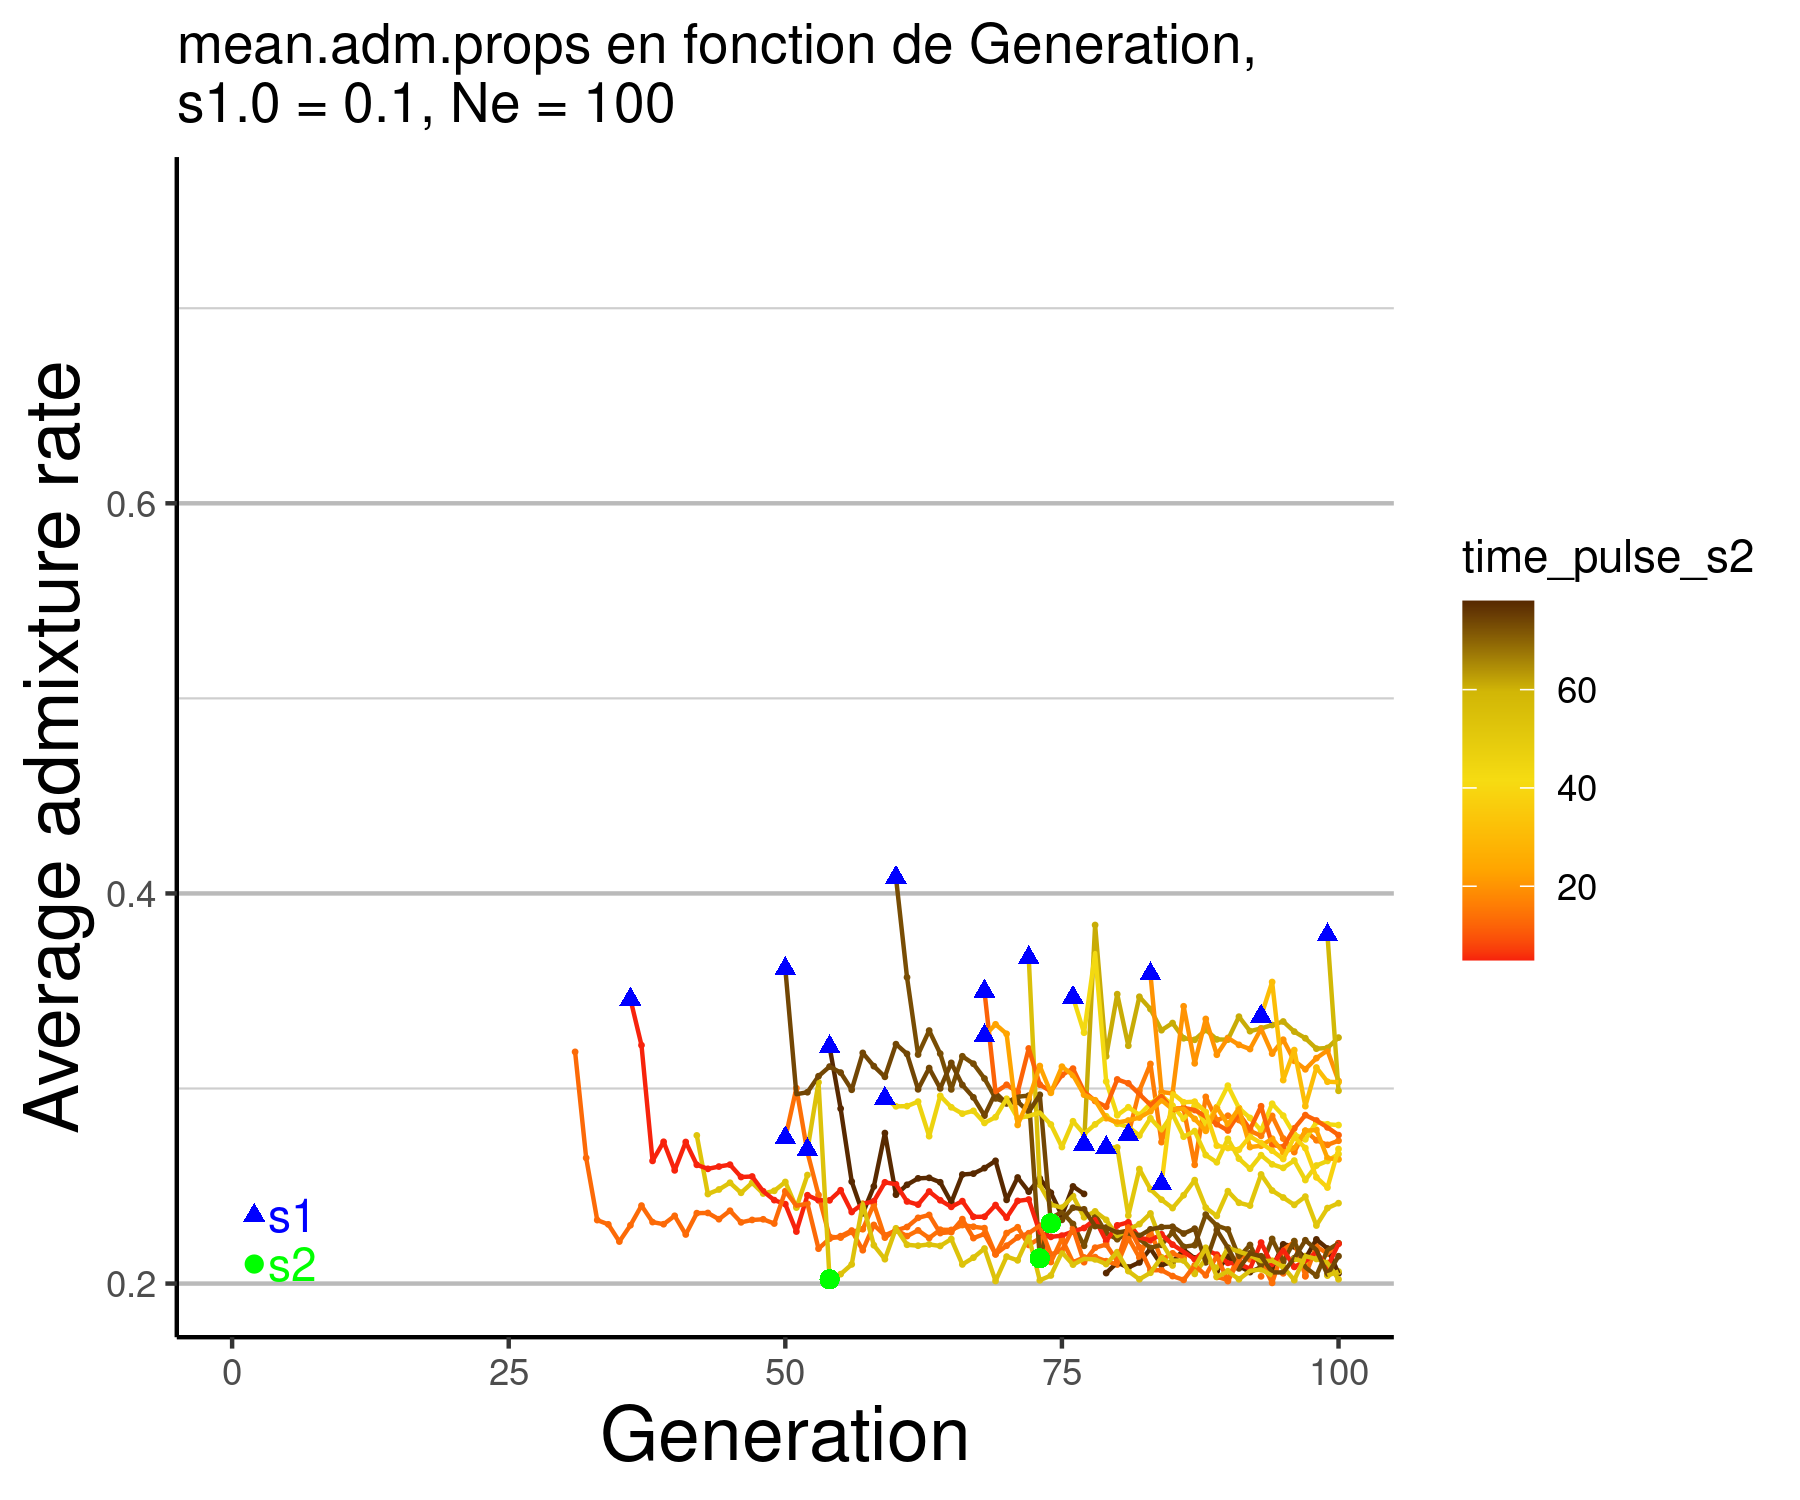 mean.adm.props en fonction de Generation,
s1.0 = 0.1, Ne = 100
Average admixture rate
0.6
0.4
0.2
s1
s2
0
25
50
75
100
Generation
time_pulse_s2
60
40
20